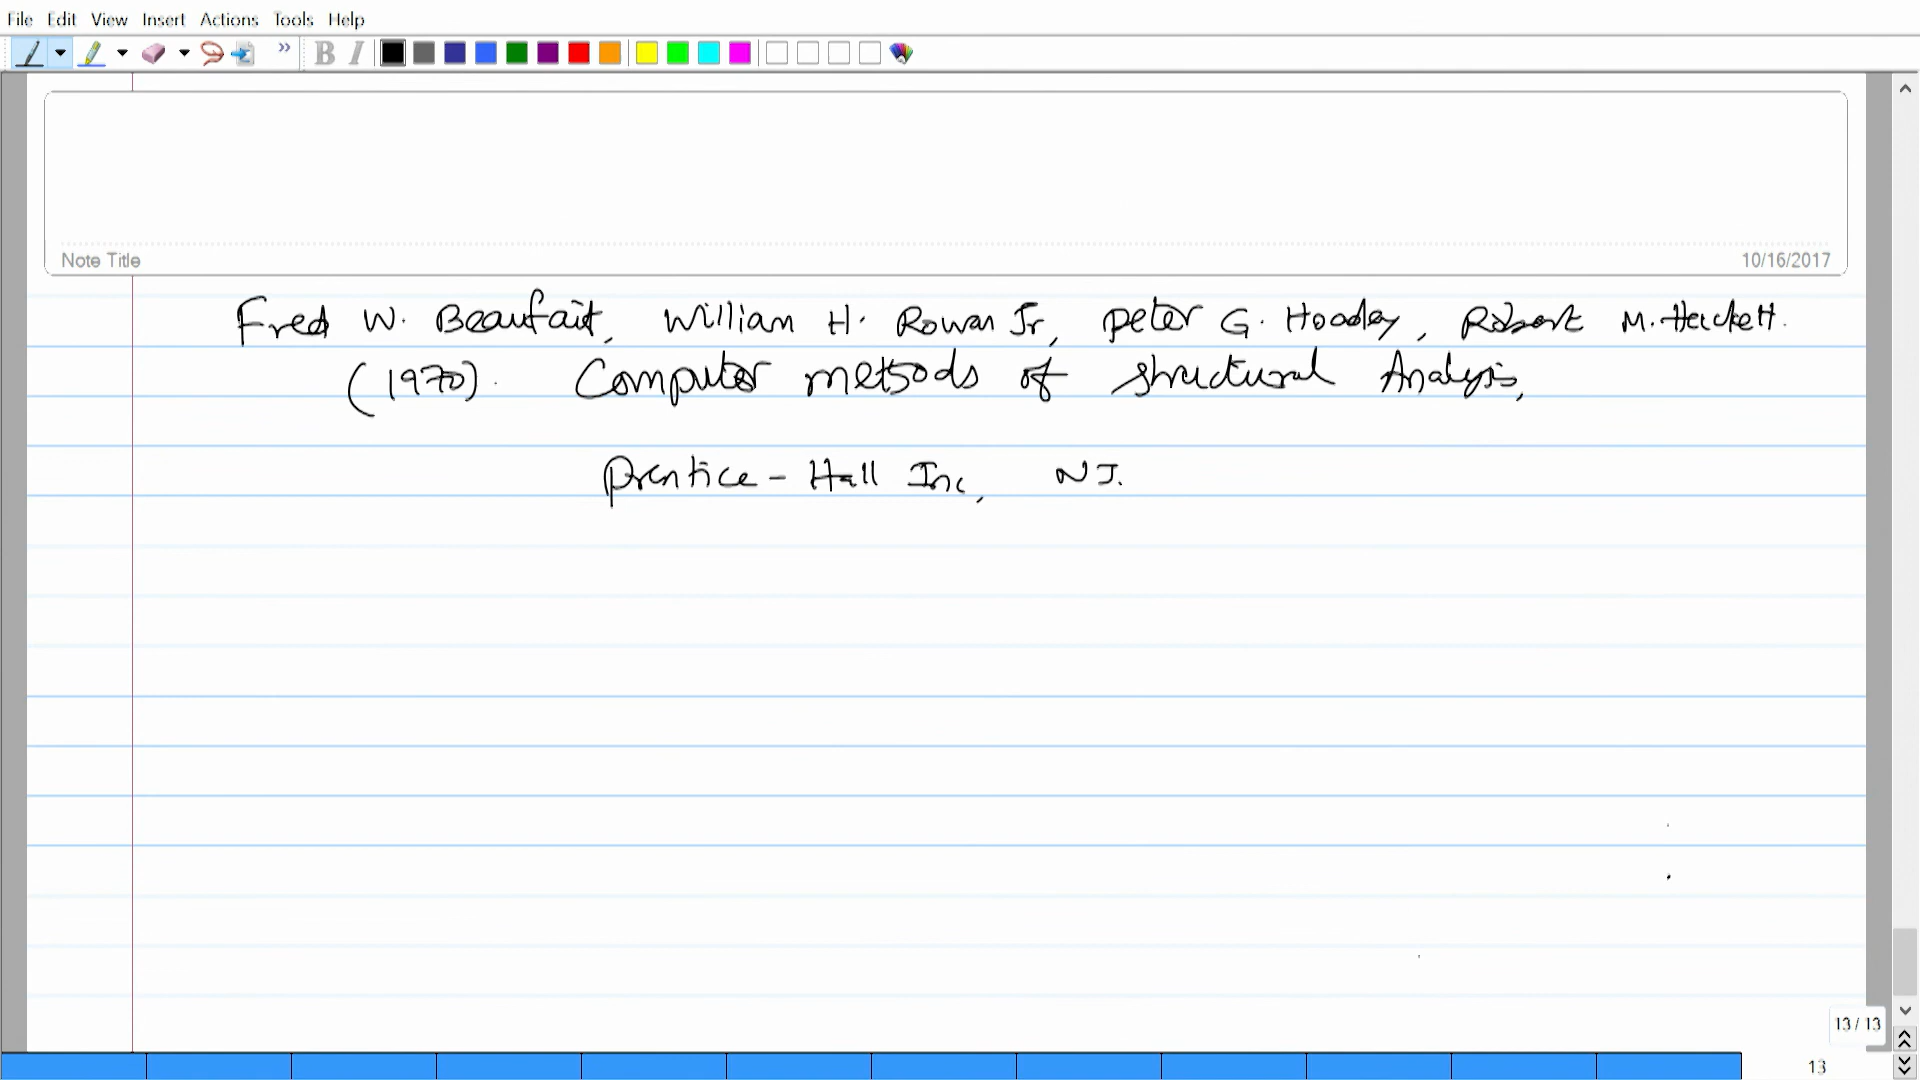 File Edit View Insert Actions Tools Help
B I
Note Title 10/16/2017
Fred W. Beaufait, William H. Rowan Jr, Peter G. Hoadley, Robert M. Hackett.
(1970). Computer methods of structural Analysis,
Prentice - Hall Inc, NJ.
13 / 13
13